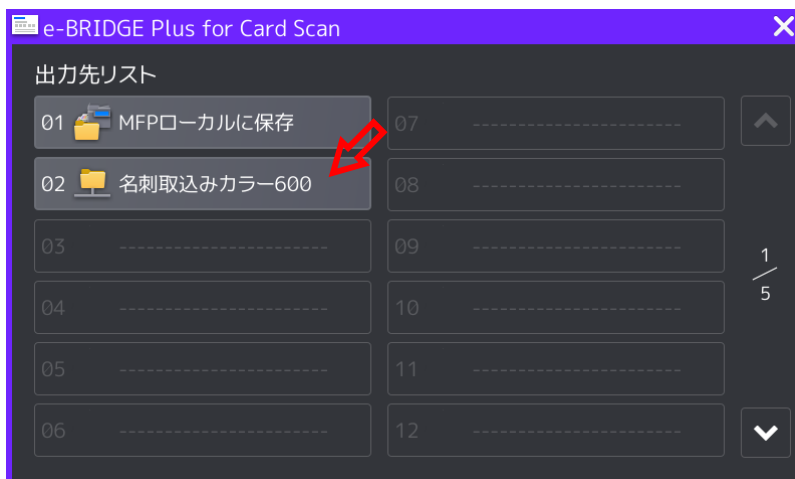 e-BRIDGE Plus for Card Scan
出力先リスト
01 MFPローカルに保存
02 名刺取込みカラー600
03 ----------------------
04 ----------------------
05 ----------------------
06 ----------------------
07 ----------------------
08 ----------------------
09 ----------------------
10 ----------------------
11 ----------------------
12 ----------------------
1/5